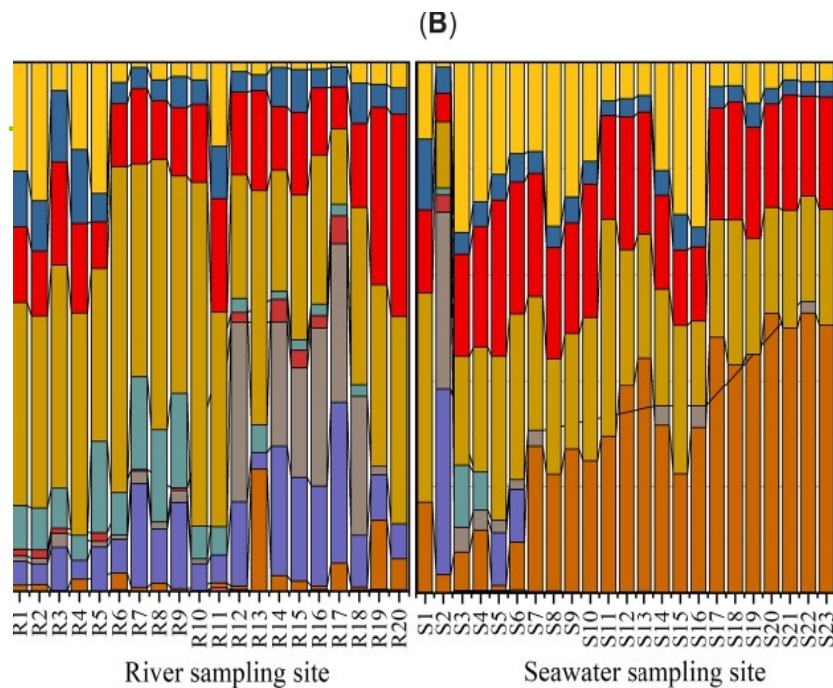 (B)
R1 R2 R3 R4 R5 R6 R7 R8 R9 R10 R11 R12 R13 R14 R15 R16 R17 R18 R19 R20
S1 S2 S3 S4 S5 S6 S7 S8 S9 S10 S11 S12 S13 S14 S15 S16 S17 S18 S19 S20 S21 S22 S23
River sampling site
Seawater sampling site